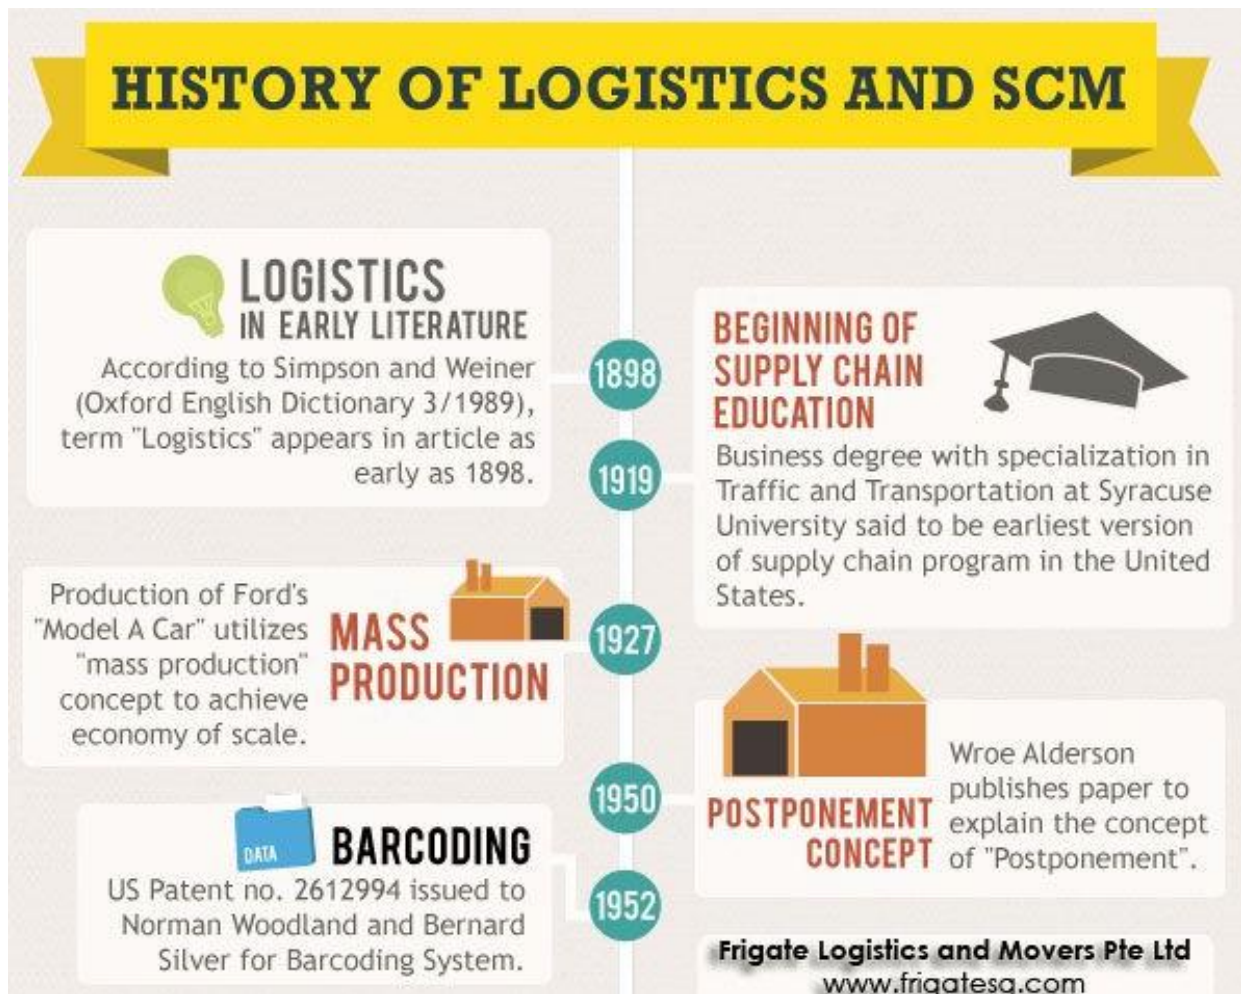 HISTORY OF LOGISTICS AND SCM
LOGISTICS
IN EARLY LITERATURE
According to Simpson and Weiner
(Oxford English Dictionary 3/1989),
term "Logistics" appears in article as
early as 1898.
1898
BEGINNING OF
SUPPLY CHAIN
EDUCATION
Business degree with specialization in
Traffic and Transportation at Syracuse
University said to be earliest version
of supply chain program in the United
States.
1919
Production of Ford's
"Model A Car" utilizes
"mass production"
concept to achieve
economy of scale.
MASS
PRODUCTION
1927
1950
POSTPONEMENT
CONCEPT
Wroe Alderson
publishes paper to
explain the concept
of "Postponement".
DATA
BARCODING
US Patent no. 2612994 issued to
Norman Woodland and Bernard
Silver for Barcoding System.
1952
Frigate Logistics and Movers Pte Ltd
www.frigatesg.com